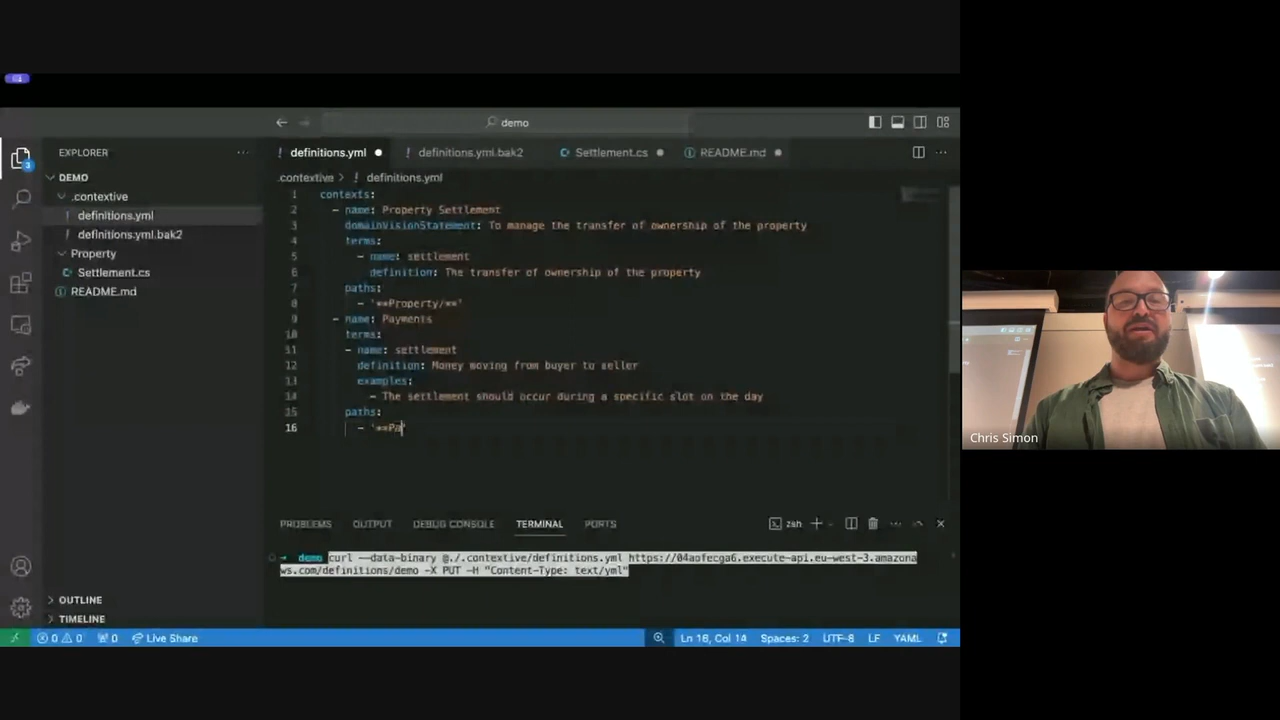 demo
EXPLORER
definitions.yml
definitions.yml.bak2
Settlement.cs
README.md
DEMO
.contextive > definitions.yml
.contextive
definitions.yml
definitions.yml.bak2
Property
Settlement.cs
README.md
1 contexts:
2 - name: Property Settlement
3 domainVisionStatement: To manage the transfer of ownership of the property
4 terms:
5 - name: settlement
6 definition: The transfer of ownership of the property
7 paths:
8 - '**Property/**'
9 - name: Payments
10 terms:
11 - name: settlement
12 definition: Money moving from buyer to seller
13 examples:
14 - The settlement should occur during a specific slot on the day
15 paths:
16 - '**Pa'
Chris Simon
PROBLEMS OUTPUT DEBUG CONSOLE TERMINAL PORTS
zsh
demo curl --data-binary @./.contextive/definitions.yml https://04aofecga6.execute-api.eu-west-3.amazona
ws.com/definitions/demo -X PUT -H "Content-Type: text/yml"
OUTLINE
TIMELINE
0 0 0 Live Share
Ln 16, Col 14 Spaces: 2 UTF-8 LF YAML